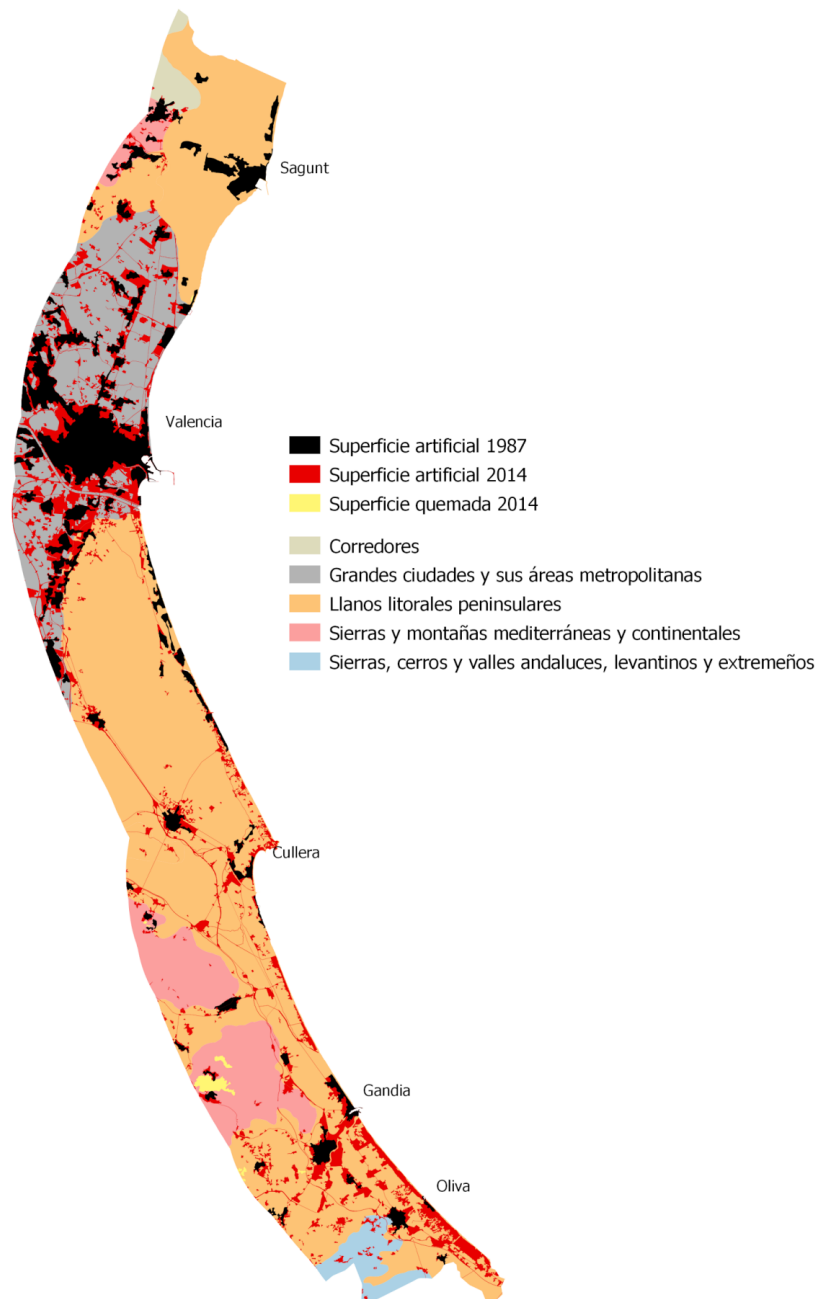 Sagunt
Valencia
Superficie artificial 1987
Superficie artificial 2014
Superficie quemada 2014
Corredores
Grandes ciudades y sus áreas metropolitanas
Llanos litorales peninsulares
Sierras y montañas mediterráneas y continentales
Sierras, cerros y valles andaluces, levantinos y extremeños
Cullera
Gandia
Oliva